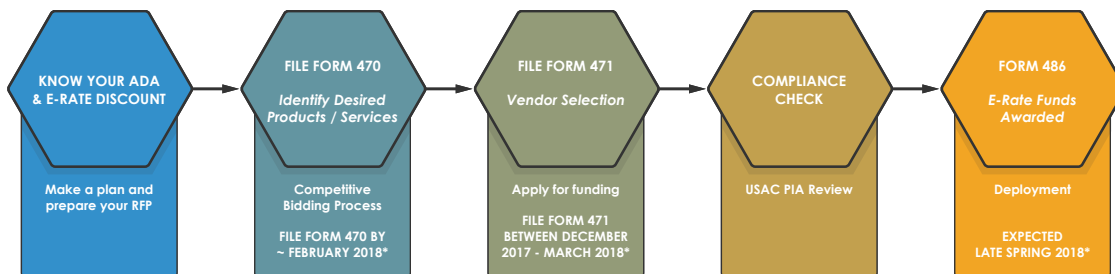 KNOW YOUR ADA
& E-RATE DISCOUNT
Make a plan and
prepare your RFP
FILE FORM 470
Identify Desired
Products / Services
Competitive
Bidding Process
FILE FORM 470 BY
~ FEBRUARY 2018*
FILE FORM 471
Vendor Selection
Apply for funding
FILE FORM 471
BETWEEN DECEMBER
2017 - MARCH 2018*
COMPLIANCE
CHECK
USAC PIA Review
FORM 486
E-Rate Funds
Awarded
Deployment
EXPECTED
LATE SPRING 2018*